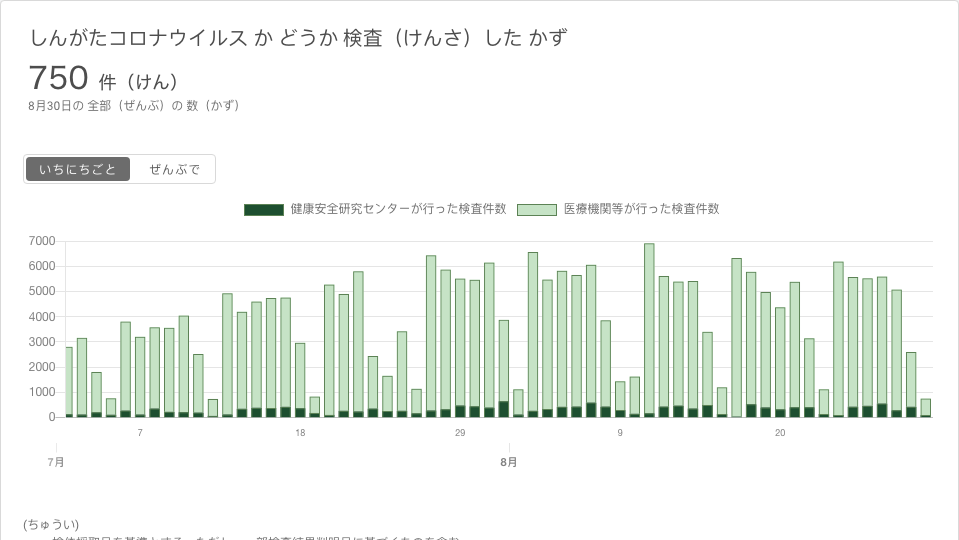 しんがたコロナウイルス か どうか 検査（けんさ）した かず
750 件（けん）
8月30日の 全部（ぜんぶ）の 数（かず）
いちにちごと ぜんぶで
健康安全研究センターが行った検査件数 医療機関等が行った検査件数
7000
6000
5000
4000
3000
2000
1000
0
7 18 29 9 20
7月 8月
(ちゅうい)